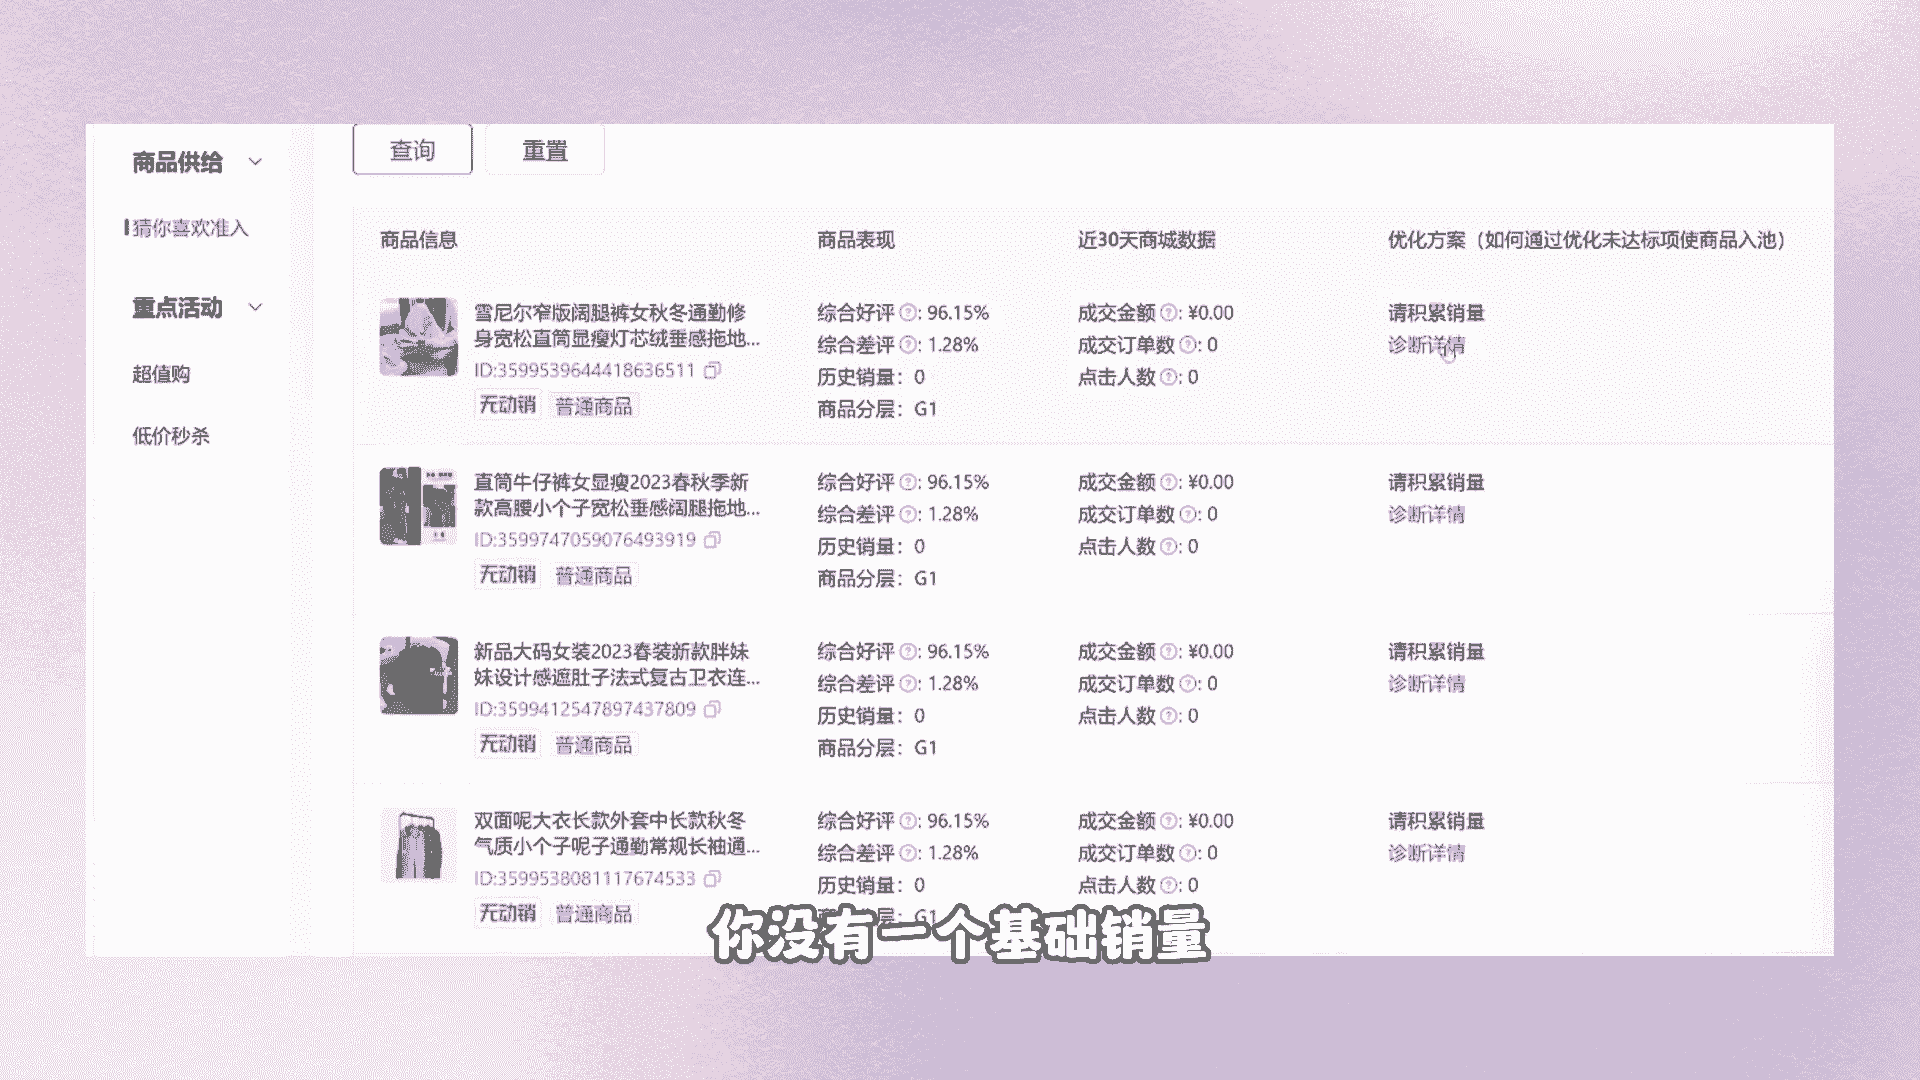 商品供给
猜你喜欢准入
重点活动
超值购
低价秒杀
查询
重置
商品信息
商品表现
近30天商城数据
优化方案（如何通过优化未达标项使商品入池）
雪尼尔窄版阔腿裤女秋冬通勤修
身宽松直筒显瘦灯芯绒垂感拖地...
ID:3599539644418636511
无动销 普通商品
综合好评?: 96.15%
综合差评?: 1.28%
历史销量： 0
商品分层： G1
成交金额?: ¥0.00
成交订单数?: 0
点击人数?: 0
请积累销量
诊断详情
直筒牛仔裤女显瘦2023春秋季新
款高腰小个子宽松垂感阔腿拖地...
ID:3599747059076493919
无动销 普通商品
综合好评?: 96.15%
综合差评?: 1.28%
历史销量： 0
商品分层： G1
成交金额?: ¥0.00
成交订单数?: 0
点击人数?: 0
请积累销量
诊断详情
新品大码女装2023春装新款胖妹
妹设计感遮肚子法式复古卫衣连...
ID:3599412547897437809
无动销 普通商品
综合好评?: 96.15%
综合差评?: 1.28%
历史销量： 0
商品分层： G1
成交金额?: ¥0.00
成交订单数?: 0
点击人数?: 0
请积累销量
诊断详情
双面呢大衣长款外套中长款秋冬
气质小个子呢子通勤常规长袖通...
ID:3599538081117674533
无动销 普通商品
综合好评?: 96.15%
综合差评?: 1.28%
历史销量： 0
层： G1
成交金额?: ¥0.00
成交订单数?: 0
点击人数?: 0
请积累销量
诊断详情
你没有一个基础销量